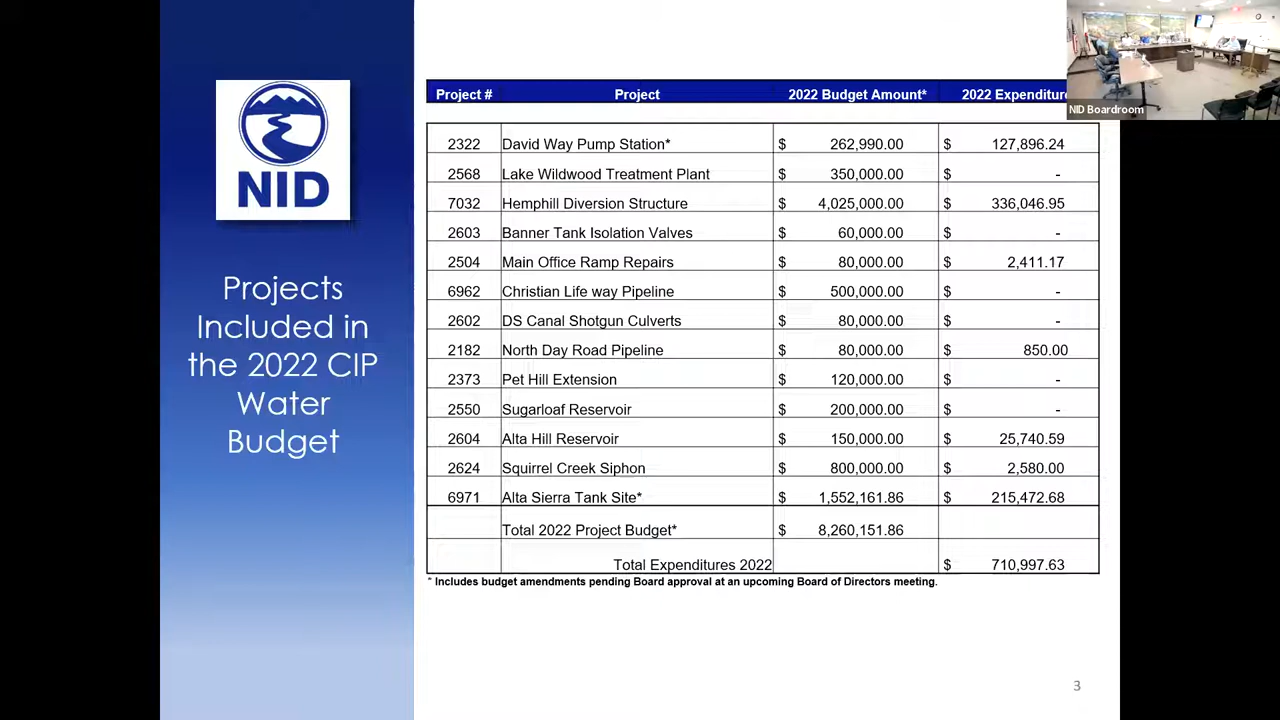 NID
Projects
Included in
the 2022 CIP
Water
Budget
Project # Project 2022 Budget Amount* 2022 Expenditure
2322 David Way Pump Station* $ 262,990.00 $ 127,896.24
2568 Lake Wildwood Treatment Plant $ 350,000.00 $ -
7032 Hemphill Diversion Structure $ 4,025,000.00 $ 336,046.95
2603 Banner Tank Isolation Valves $ 60,000.00 $ -
2504 Main Office Ramp Repairs $ 80,000.00 $ 2,411.17
6962 Christian Life way Pipeline $ 500,000.00 $ -
2602 DS Canal Shotgun Culverts $ 80,000.00 $ -
2182 North Day Road Pipeline $ 80,000.00 $ 850.00
2373 Pet Hill Extension $ 120,000.00 $ -
2550 Sugarloaf Reservoir $ 200,000.00 $ -
2604 Alta Hill Reservoir $ 150,000.00 $ 25,740.59
2624 Squirrel Creek Siphon $ 800,000.00 $ 2,580.00
6971 Alta Sierra Tank Site* $ 1,552,161.86 $ 215,472.68
Total 2022 Project Budget* $ 8,260,151.86
Total Expenditures 2022 $ 710,997.63
* Includes budget amendments pending Board approval at an upcoming Board of Directors meeting.
3
NID Boardroom